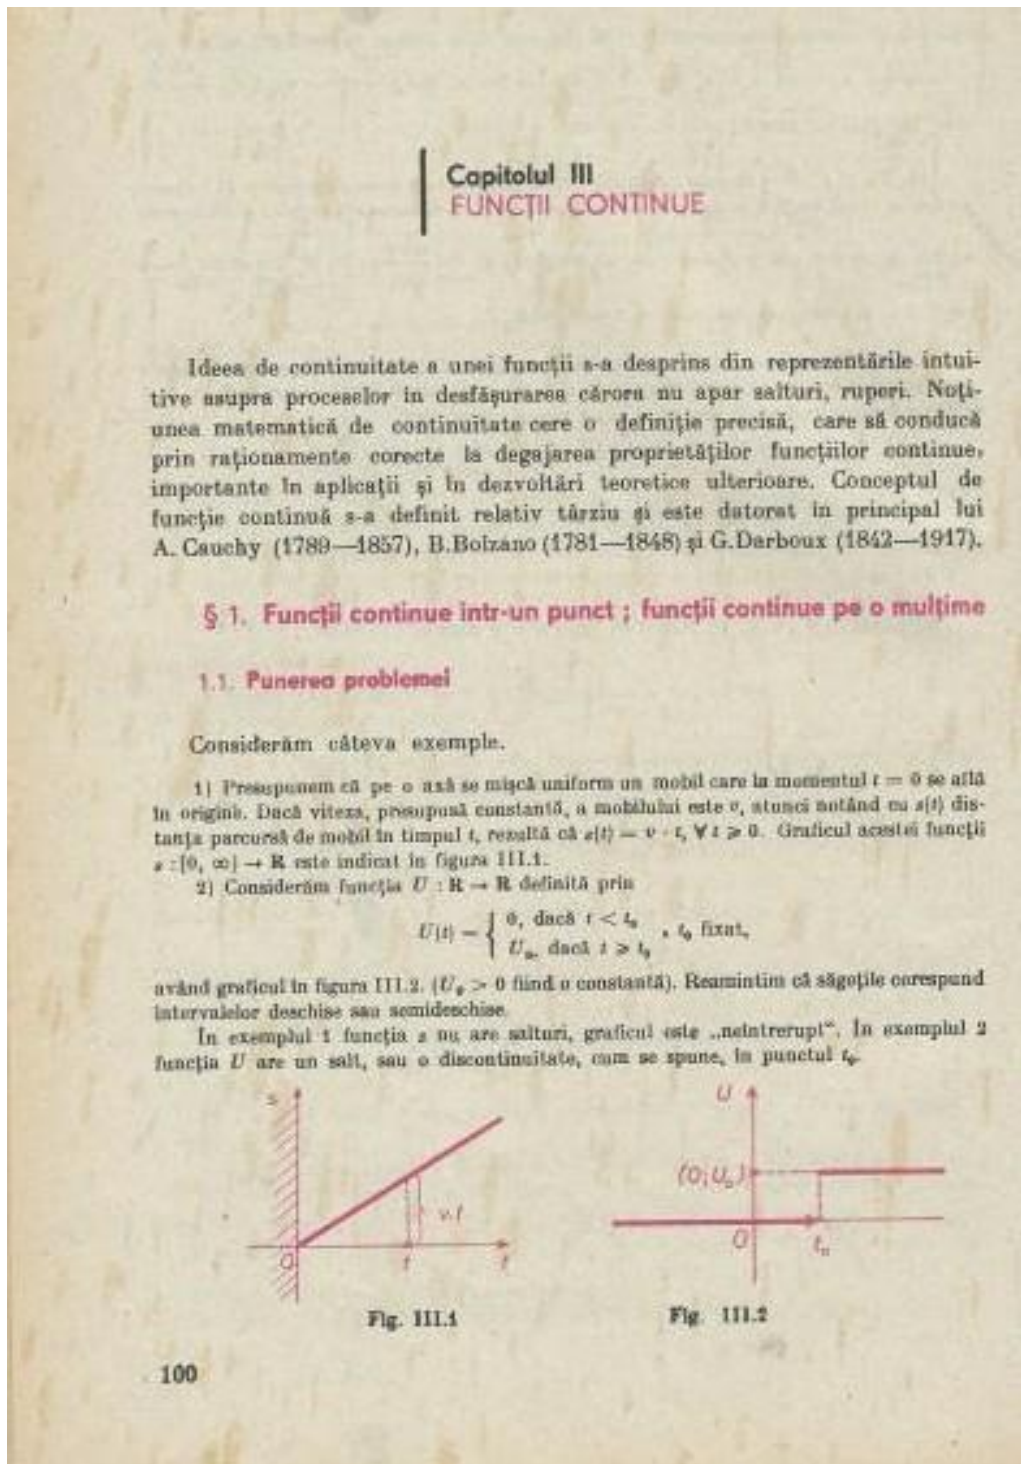 Capitolul III
FUNCȚII CONTINUE
Ideea de continuitate a unei funcții s-a desprins din reprezentările intui-
tive asupra proceselor în desfășurarea cărora nu apar salturi, ruperi. Noți-
unea matematică de continuitate cere o definiție precisă, care să conducă
prin raționamente corecte la degajarea proprietăților funcțiilor continue,
importante în aplicații și în dezvoltări teoretice ulterioare. Conceptul de
funcție continuă s-a definit relativ târziu și este datorat în principal lui
A. Cauchy (1789—1857), B.Bolzano (1781—1848) și G.Darboux (1842—1917).
§ 1. Funcții continue intr-un punct ; funcții continue pe o mulțime
1.1. Punerea problemei
Considerăm câteva exemple.
1) Presupunem că pe o axă se mișcă uniform un mobil care la momentul t = 0 se află
în origine. Dacă viteza, presupusă constantă, a mobilului este v, atunci notând cu s(t) dis-
tanța parcursă de mobil în timpul t, rezultă că s(t) = v · t, ∀ t ⩾ 0. Graficul acestei funcții
s : [0, ∞) → ℝ este indicat în figura III.1.
2) Considerăm funcția U : ℝ → ℝ definită prin
U(t) = { 0, dacă t < t₀
U₀, dacă t ⩾ t₀ , t₀ fixat,
având graficul în figura III.2. (U₀ > 0 fiind o constantă). Reamintim că săgețile corespund
intervalelor deschise sau semideschise.
În exemplul 1 funcția s nu are salturi, graficul este „neîntrerupt“. În exemplul 2
funcția U are un salt, sau o discontinuitate, cum se spune, în punctul t₀.
s
U
(0;U₀)
v.t
O
t
t
O
t₀
Fig. III.1
Fig. III.2
100